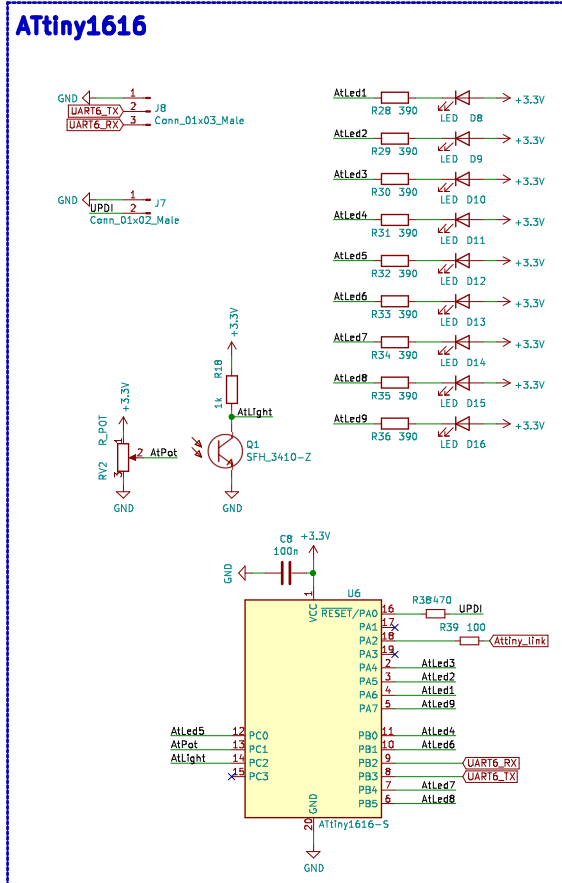 ATtiny1616
GND 1
UART6_TX 2 J8
UART6_RX 3 Conn_01x03_Male
GND 1 J7
UPDI 2
Conn_01x02_Male
AtLed1 R28 390 LED D8 +3.3V
AtLed2 R29 390 LED D9 +3.3V
AtLed3 R30 390 LED D10 +3.3V
AtLed4 R31 390 LED D11 +3.3V
AtLed5 R32 390 LED D12 +3.3V
AtLed6 R33 390 LED D13 +3.3V
AtLed7 R34 390 LED D14 +3.3V
AtLed8 R35 390 LED D15 +3.3V
AtLed9 R36 390 LED D16 +3.3V
+3.3V
R18
1k
AtLight
Q1
SFH_3410-Z
GND
+3.3V
R_POT
RV2
1
2 AtPot
3
GND
C8
100n
+3.3V
GND
U6
1
VCC
RESET/PA0 16 R38 470 UPDI
PA1 17
PA2 18 R39 100 Attiny_link
PA3 19
PA4 2 AtLed3
PA5 3 AtLed2
PA6 4 AtLed1
PA7 5 AtLed9
AtLed5 12 PC0
AtPot 13 PC1
AtLight 14 PC2
15 PC3
PB0 11 AtLed4
PB1 10 AtLed6
PB2 9 UART6_RX
PB3 8 UART6_TX
PB4 7 AtLed7
PB5 6 AtLed8
GND
20
ATtiny1616-S
GND